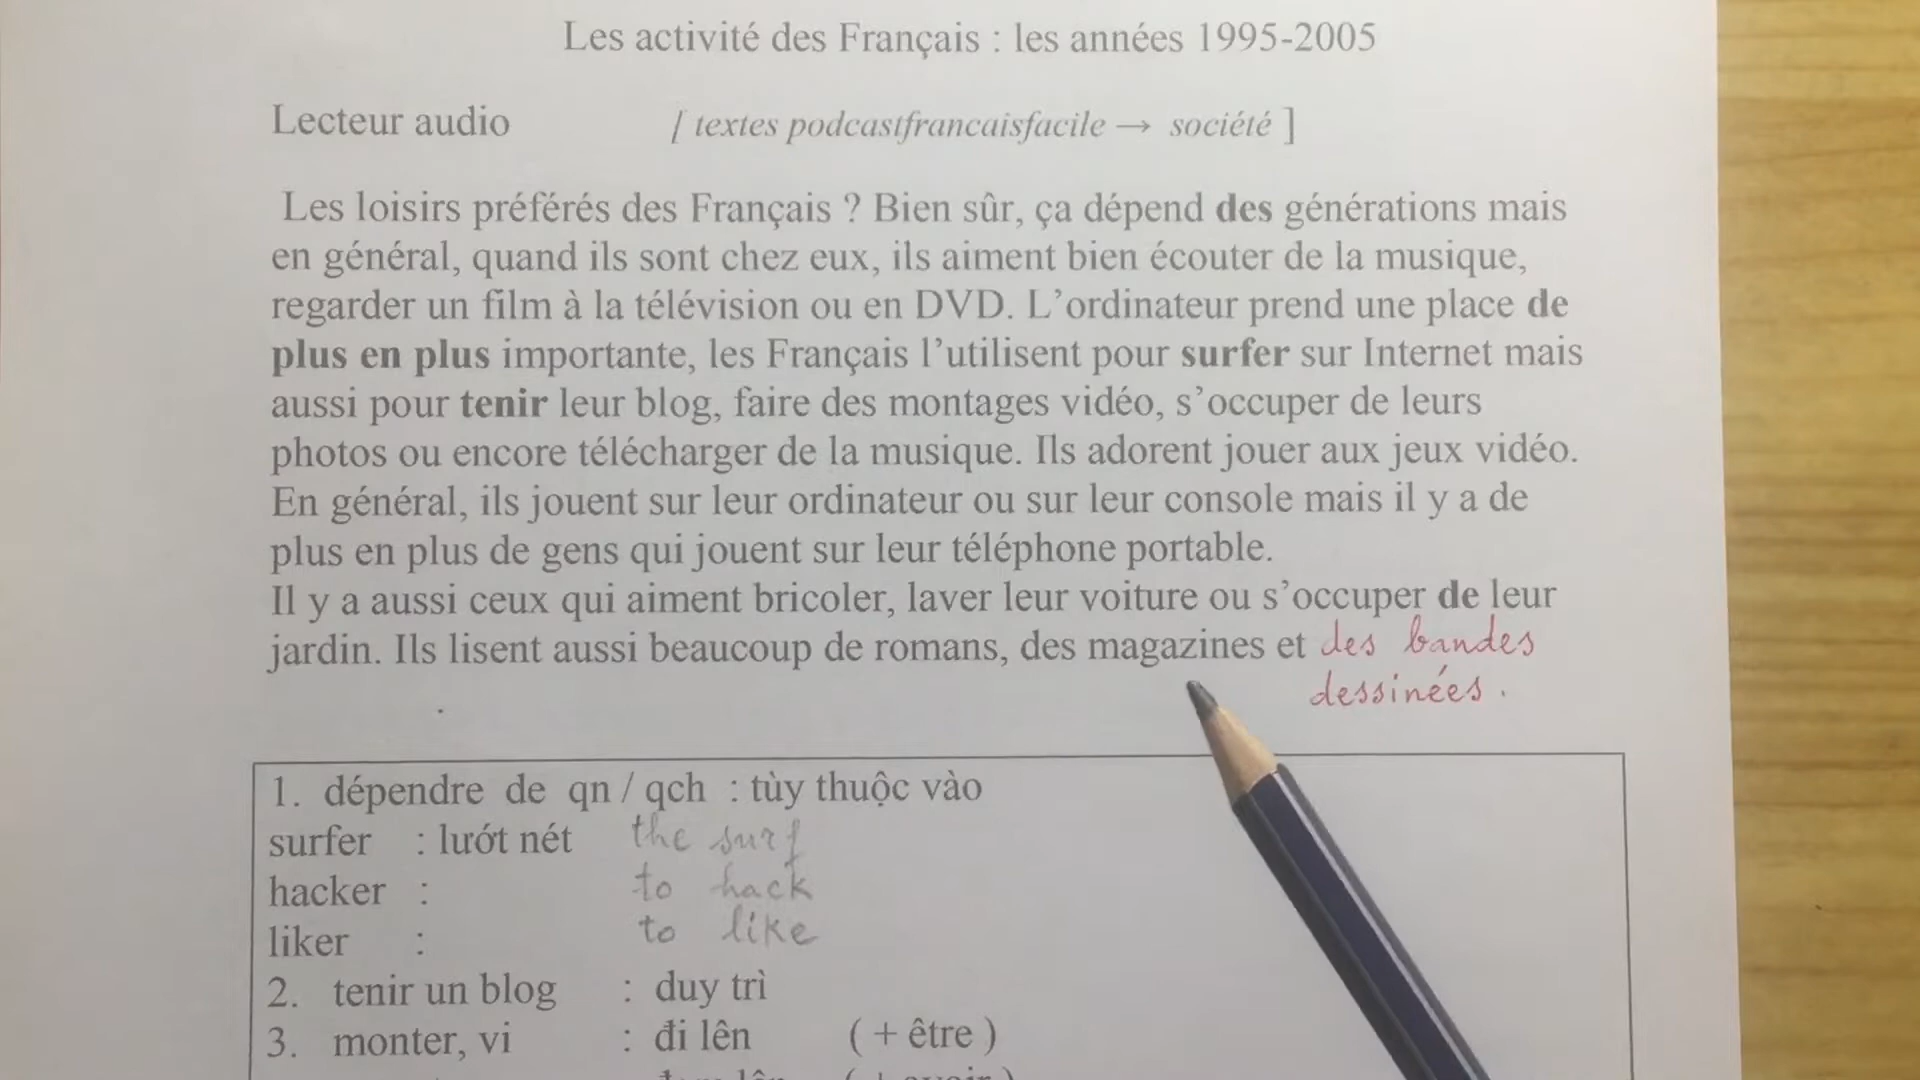 Les activité des Français : les années 1995-2005
Lecteur audio [ textes podcastfrancaisfacile → société ]
Les loisirs préférés des Français ? Bien sûr, ça dépend des générations mais
en général, quand ils sont chez eux, ils aiment bien écouter de la musique,
regarder un film à la télévision ou en DVD. L’ordinateur prend une place de
plus en plus importante, les Français l’utilisent pour surfer sur Internet mais
aussi pour tenir leur blog, faire des montages vidéo, s’occuper de leurs
photos ou encore télécharger de la musique. Ils adorent jouer aux jeux vidéo.
En général, ils jouent sur leur ordinateur ou sur leur console mais il y a de
plus en plus de gens qui jouent sur leur téléphone portable.
Il y a aussi ceux qui aiment bricoler, laver leur voiture ou s’occuper de leur
jardin. Ils lisent aussi beaucoup de romans, des magazines et des bandes
dessinées.
1. dépendre de qn / qch : tùy thuộc vào
surfer : lướt nét the surf
hacker : to hack
liker : to like
2. tenir un blog : duy trì
3. monter, vi : đi lên ( + être )